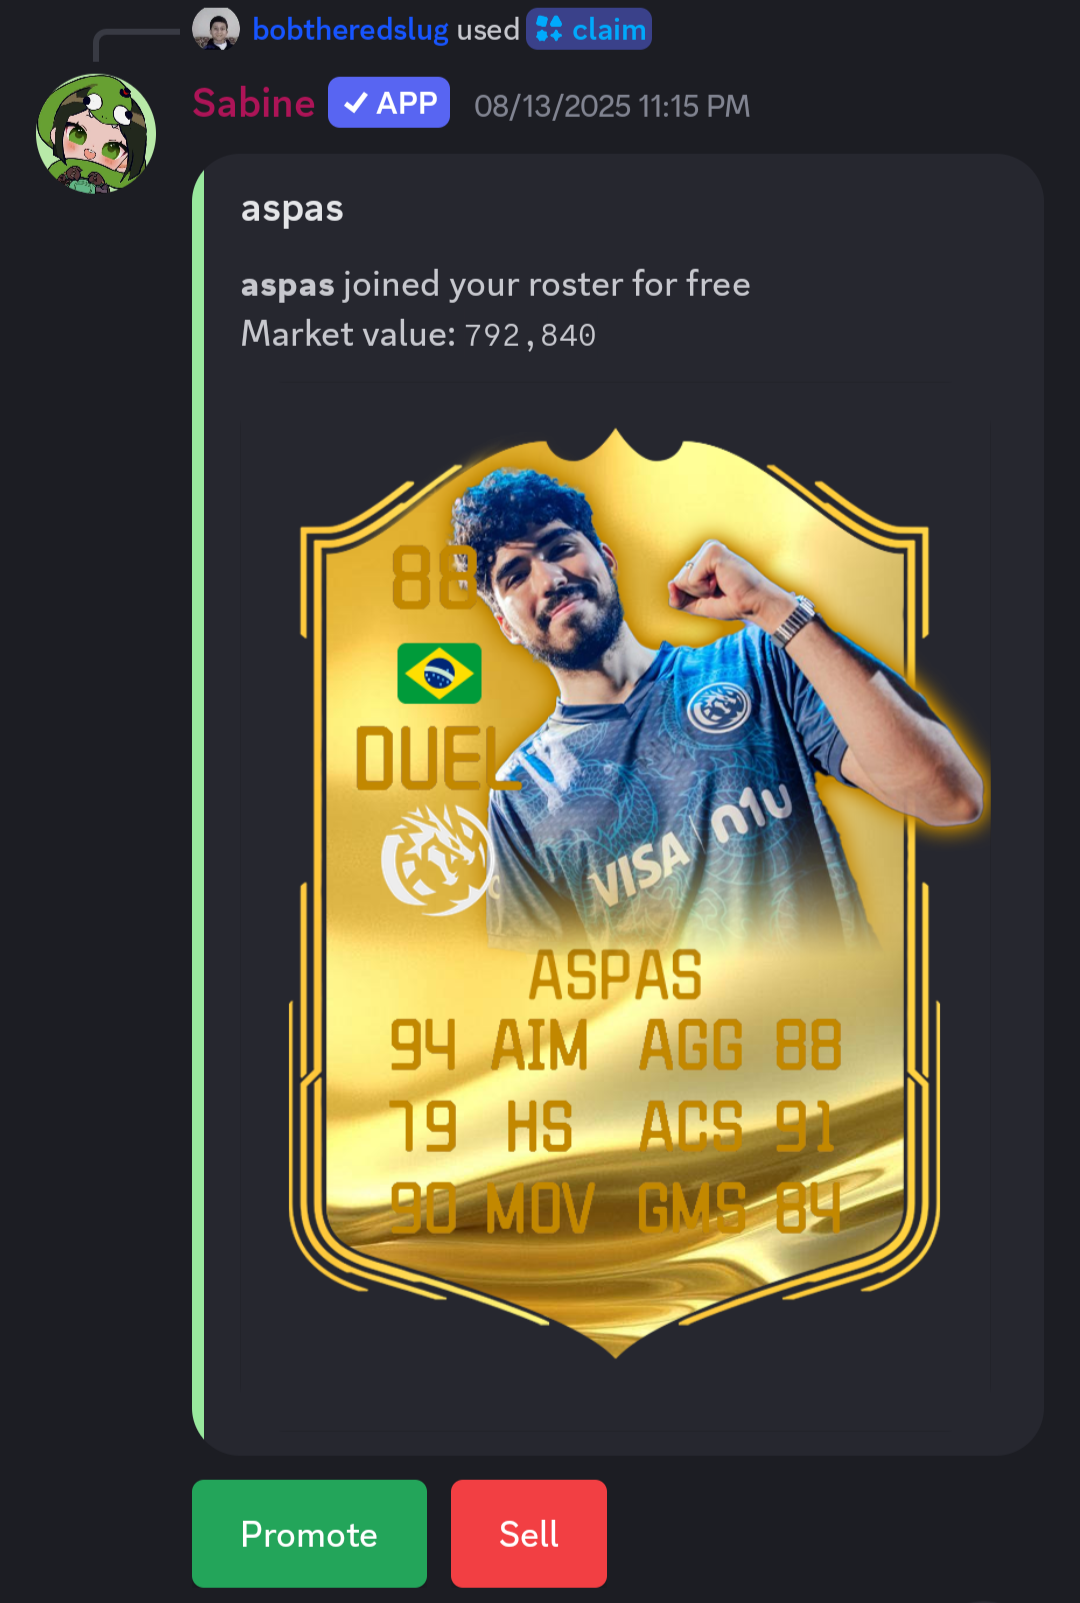 bobtheredslug used claim
Sabine ✓ APP 08/13/2025 11:15 PM
aspas
aspas joined your roster for free
Market value: 792,840
88
DUEL
VISA | n1u
ASPAS
94 AIM AGG 88
79 HS ACS 91
90 MOV GMS 84
Promote Sell